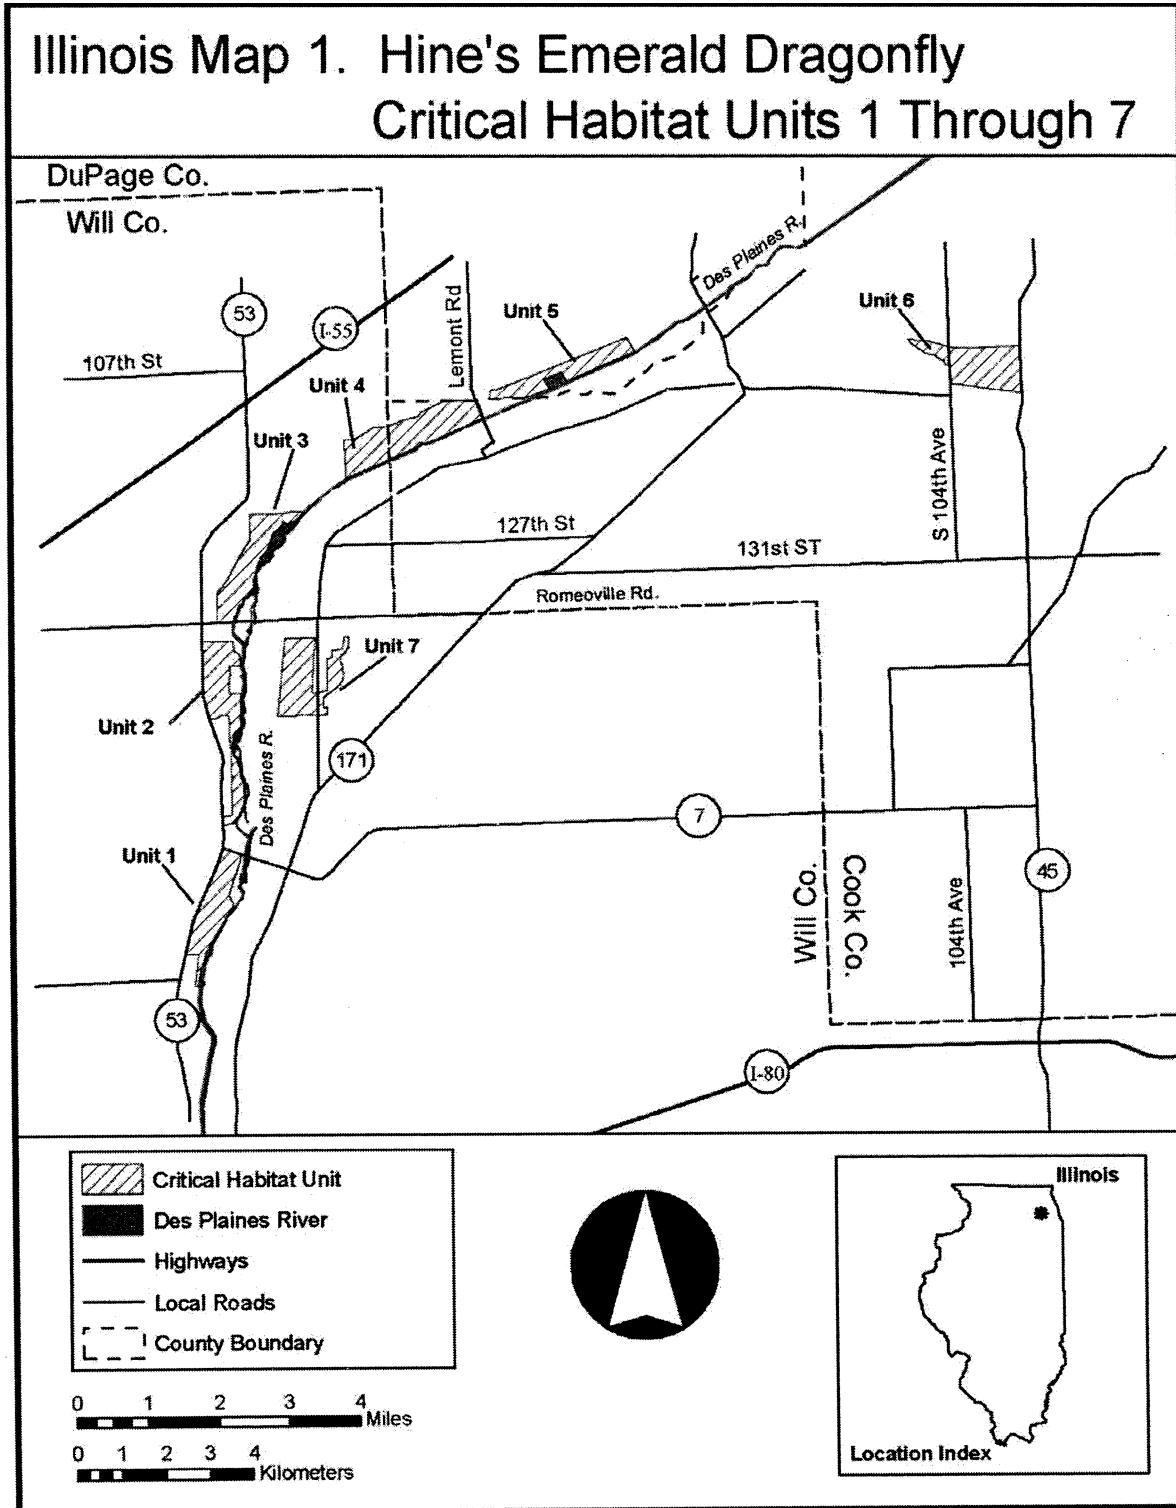 Illinois Map 1. Hine's Emerald Dragonfly
Critical Habitat Units 1 Through 7
DuPage Co.
Will Co.
53
I-55
107th St
Lemont Rd
Unit 5
Des Plaines R.
Unit 6
Unit 4
Unit 3
S 104th Ave
127th St
131st ST
Romeoville Rd.
Unit 7
Unit 2
Des Plaines R.
171
7
Unit 1
Will Co.
Cook Co.
104th Ave
45
53
I-80
Critical Habitat Unit
Des Plaines River
Highways
Local Roads
County Boundary
0 1 2 3 4
Miles
0 1 2 3 4
Kilometers
Illinois
Location Index